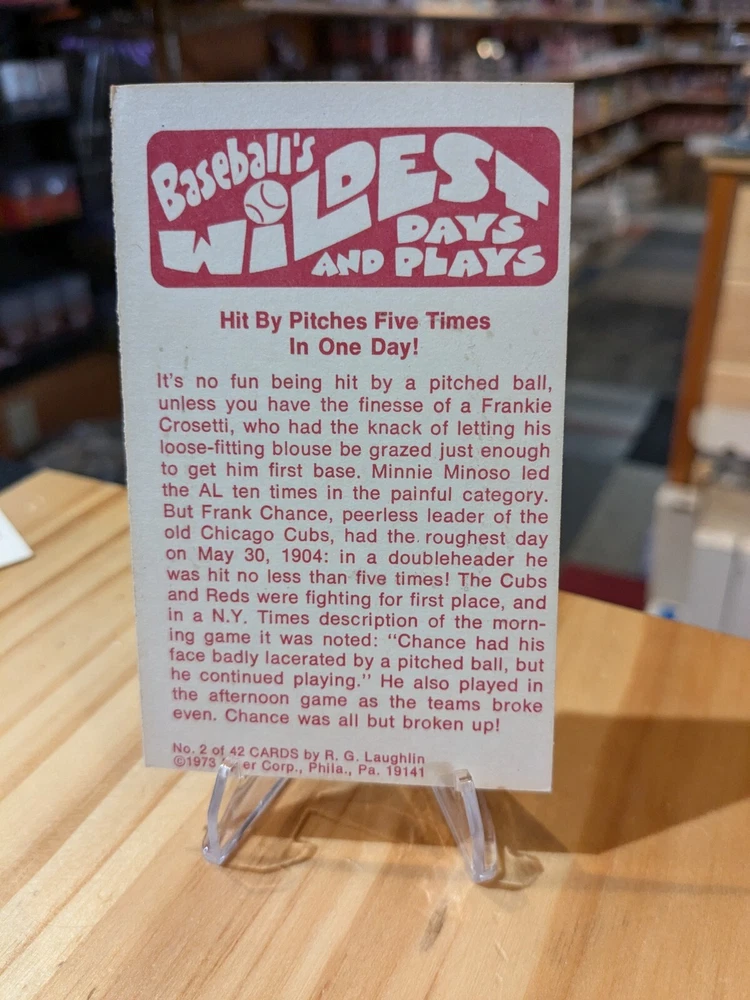 Baseball's
WiLDEST
DAYS
AND PLAYS
Hit By Pitches Five Times
In One Day!
It's no fun being hit by a pitched ball,
unless you have the finesse of a Frankie
Crosetti, who had the knack of letting his
loose-fitting blouse be grazed just enough
to get him first base. Minnie Minoso led
the AL ten times in the painful category.
But Frank Chance, peerless leader of the
old Chicago Cubs, had the roughest day
on May 30, 1904: in a doubleheader he
was hit no less than five times! The Cubs
and Reds were fighting for first place, and
in a N.Y. Times description of the morn-
ing game it was noted: "Chance had his
face badly lacerated by a pitched ball, but
he continued playing." He also played in
the afternoon game as the teams broke
even. Chance was all but broken up!
No. 2 of 42 CARDS by R. G. Laughlin
©1973 er Corp., Phila., Pa. 19141